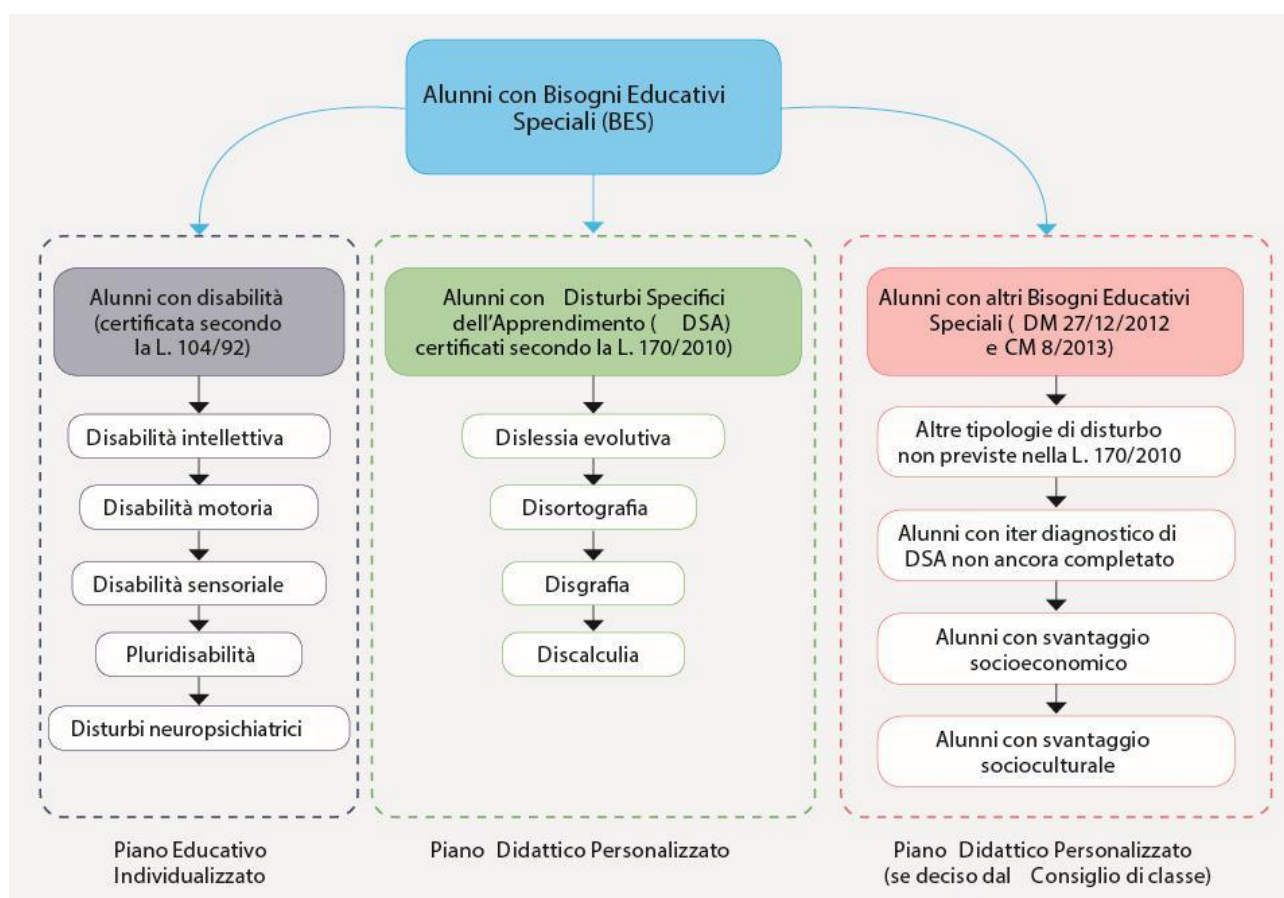 Alunni con Bisogni Educativi
Speciali (BES)
Alunni con disabilità
(certificata secondo
la L. 104/92)
Disabilità intellettiva
Disabilità motoria
Disabilità sensoriale
Pluridisabilità
Disturbi neuropsichiatrici
Piano Educativo
Individualizzato
Alunni con Disturbi Specifici
dell'Apprendimento ( DSA)
certificati secondo la L. 170/2010)
Dislessia evolutiva
Disortografia
Disgrafia
Discalculia
Piano Didattico Personalizzato
Alunni con altri Bisogni Educativi
Speciali ( DM 27/12/2012
e CM 8/2013)
Altre tipologie di disturbo
non previste nella L. 170/2010
Alunni con iter diagnostico di
DSA non ancora completato
Alunni con svantaggio
socioeconomico
Alunni con svantaggio
socioculturale
Piano Didattico Personalizzato
(se deciso dal Consiglio di classe)